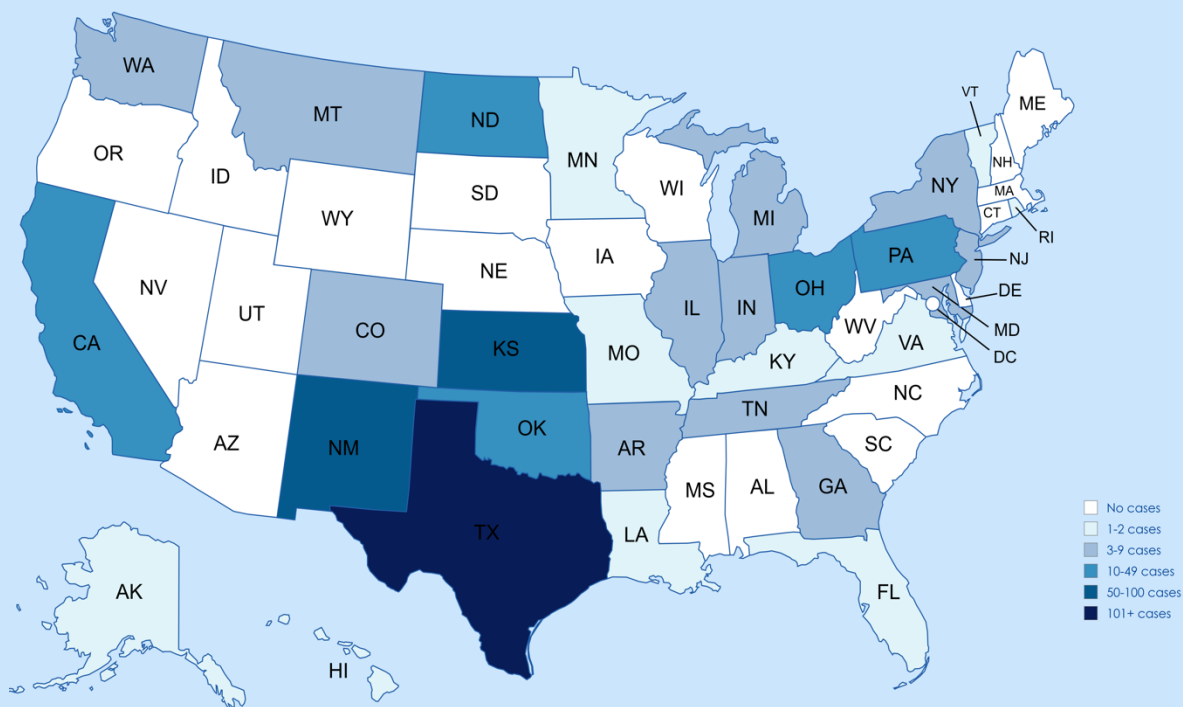 WA
MT
ND
MN
VT
ME
OR
ID
SD
WI
NH
NY
MA
WY
MI
CT
RI
IA
PA
NJ
NV
NE
OH
UT
IL
IN
DE
CO
WV
MD
CA
KS
MO
VA
DC
KY
NC
TN
OK
AZ
NM
AR
SC
MS
AL
GA
TX
LA
AK
FL
HI
No cases
1-2 cases
3-9 cases
10-49 cases
50-100 cases
101+ cases